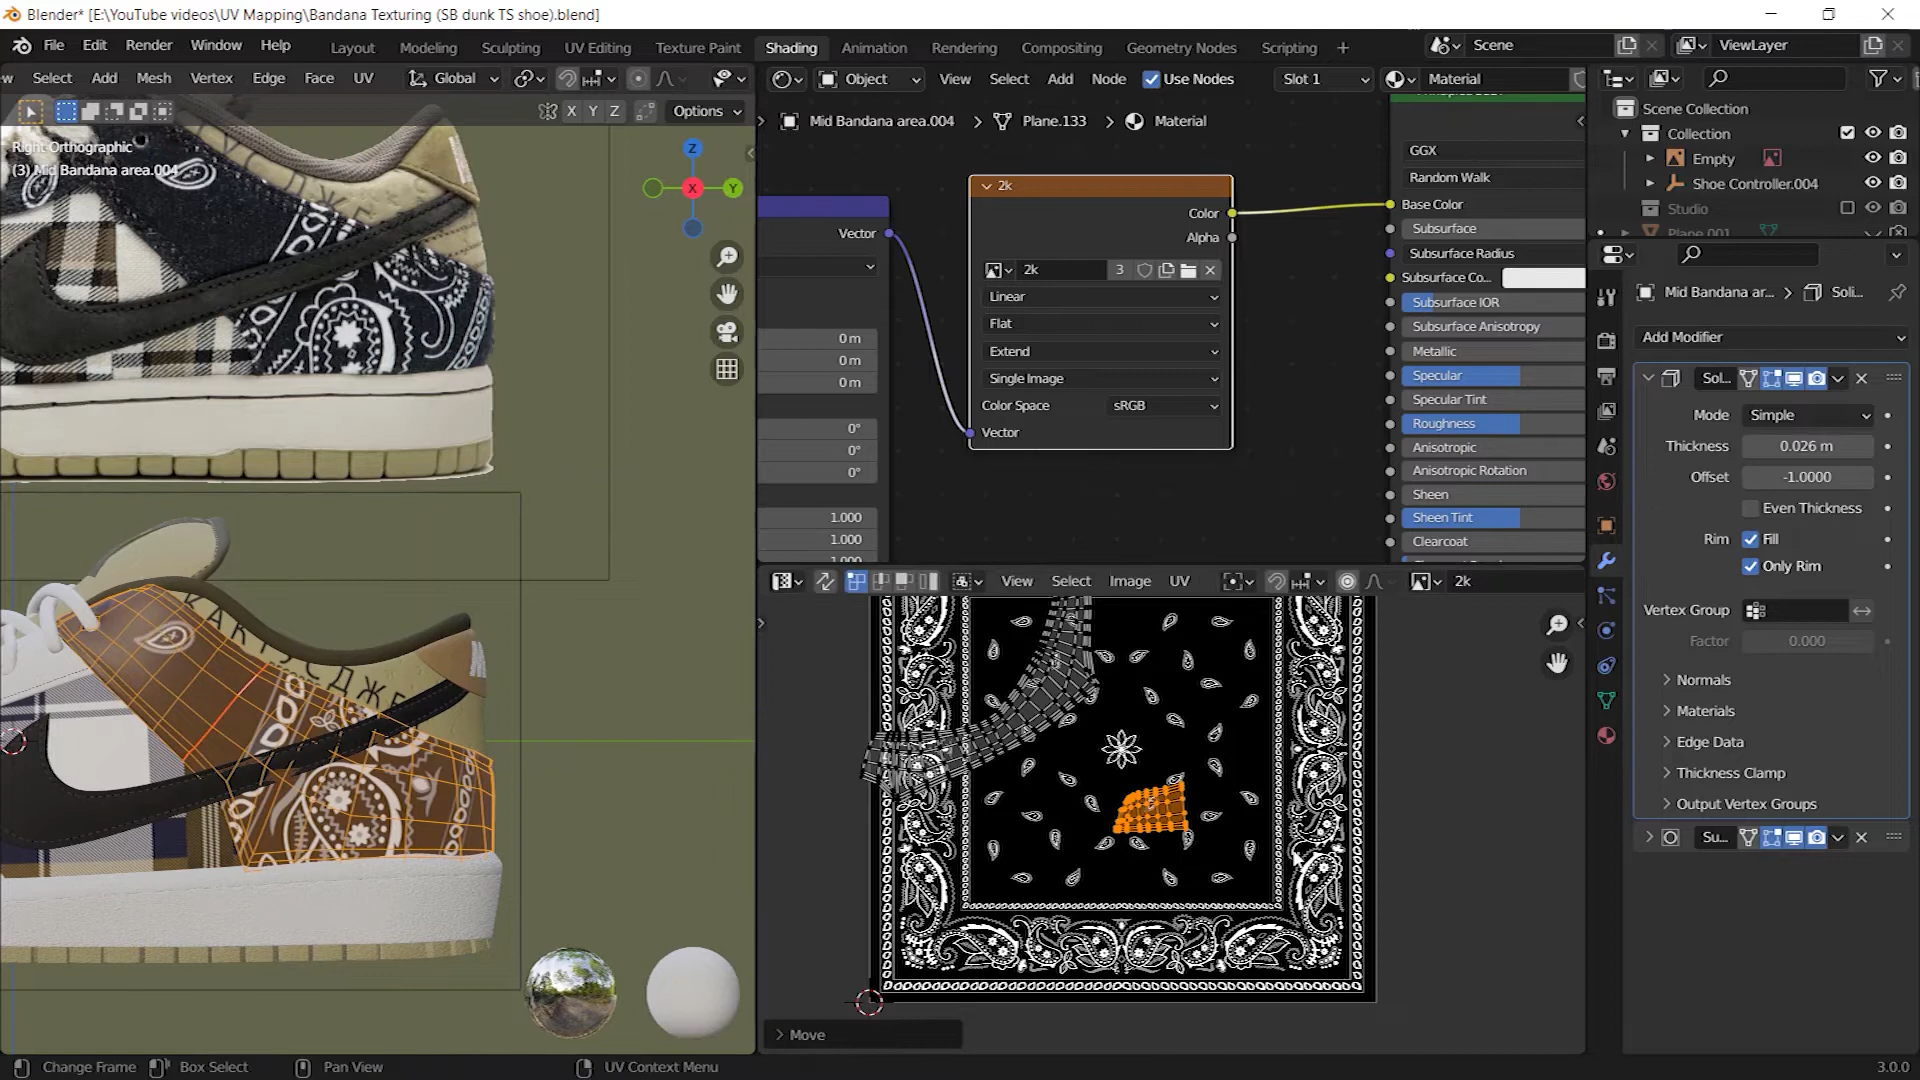 Blender* [E:\YouTube videos\UV Mapping\Bandana Texturing (SB dunk TS shoe).blend]
File Edit Render Window Help Layout Modeling Sculpting UV Editing Texture Paint Shading Animation Rendering Compositing Geometry Nodes Scripting + Scene ViewLayer
w Select Add Mesh Vertex Edge Face UV Global
Object View Select Add Node Use Nodes Slot 1 Material
X Y Z Options
Right Orthographic
(3) Mid Bandana area.004
Z
X Y
Mid Bandana area.004 > Plane.133 > Material
Scene Collection
Collection
Empty
Shoe Controller.004
Studio
Plane.001
Vector
0 m
0 m
0 m
0°
0°
0°
1.000
1.000
1.000
2k
Color
Alpha
2k 3
Linear
Flat
Extend
Single Image
Color Space sRGB
Vector
GGX
Random Walk
Base Color
Subsurface
Subsurface Radius
Subsurface Co...
Subsurface IOR
Subsurface Anisotropy
Metallic
Specular
Specular Tint
Roughness
Anisotropic
Anisotropic Rotation
Sheen
Sheen Tint
Clearcoat
View Select Image UV 2k
Move
Mid Bandana ar... > Soli...
Add Modifier
Sol...
Mode Simple
Thickness 0.026 m
Offset -1.0000
Even Thickness
Rim Fill
Only Rim
Vertex Group
Factor 0.000
Normals
Materials
Edge Data
Thickness Clamp
Output Vertex Groups
Su...
Change Frame Box Select Pan View UV Context Menu 3.0.0